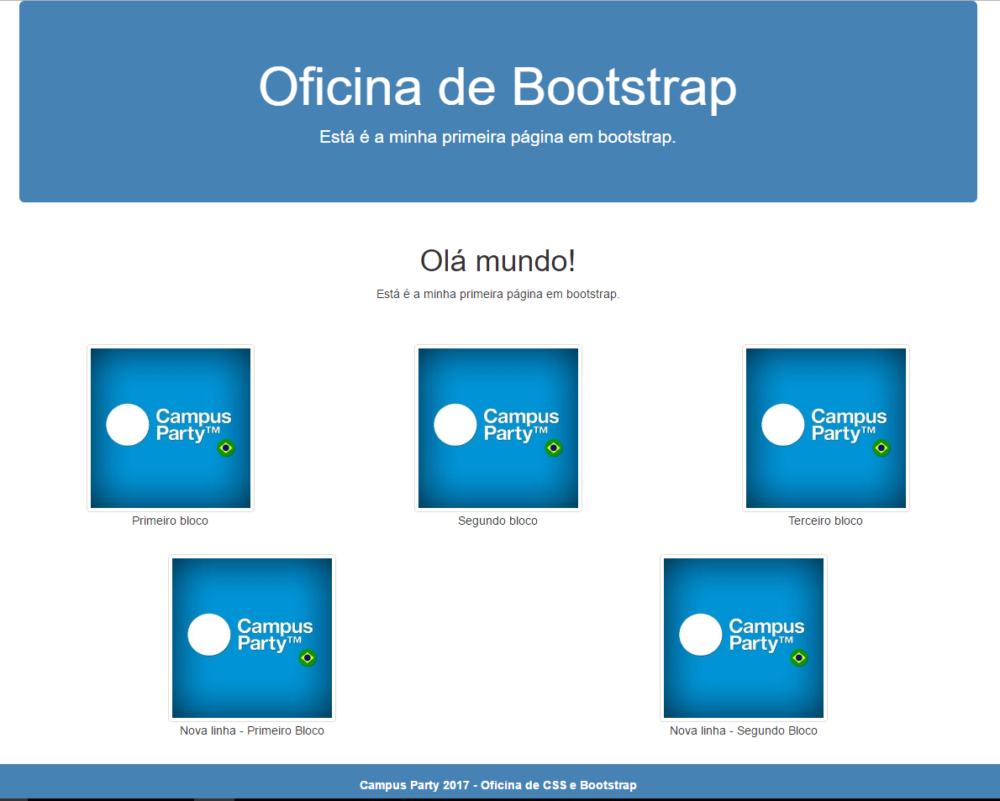 Oficina de Bootstrap
Está é a minha primeira página em bootstrap.
Olá mundo!
Está é a minha primeira página em bootstrap.
Campus
Party™
Campus
Party™
Campus
Party™
Primeiro bloco
Segundo bloco
Terceiro bloco
Campus
Party™
Campus
Party™
Nova linha - Primeiro Bloco
Nova linha - Segundo Bloco
Campus Party 2017 - Oficina de CSS e Bootstrap